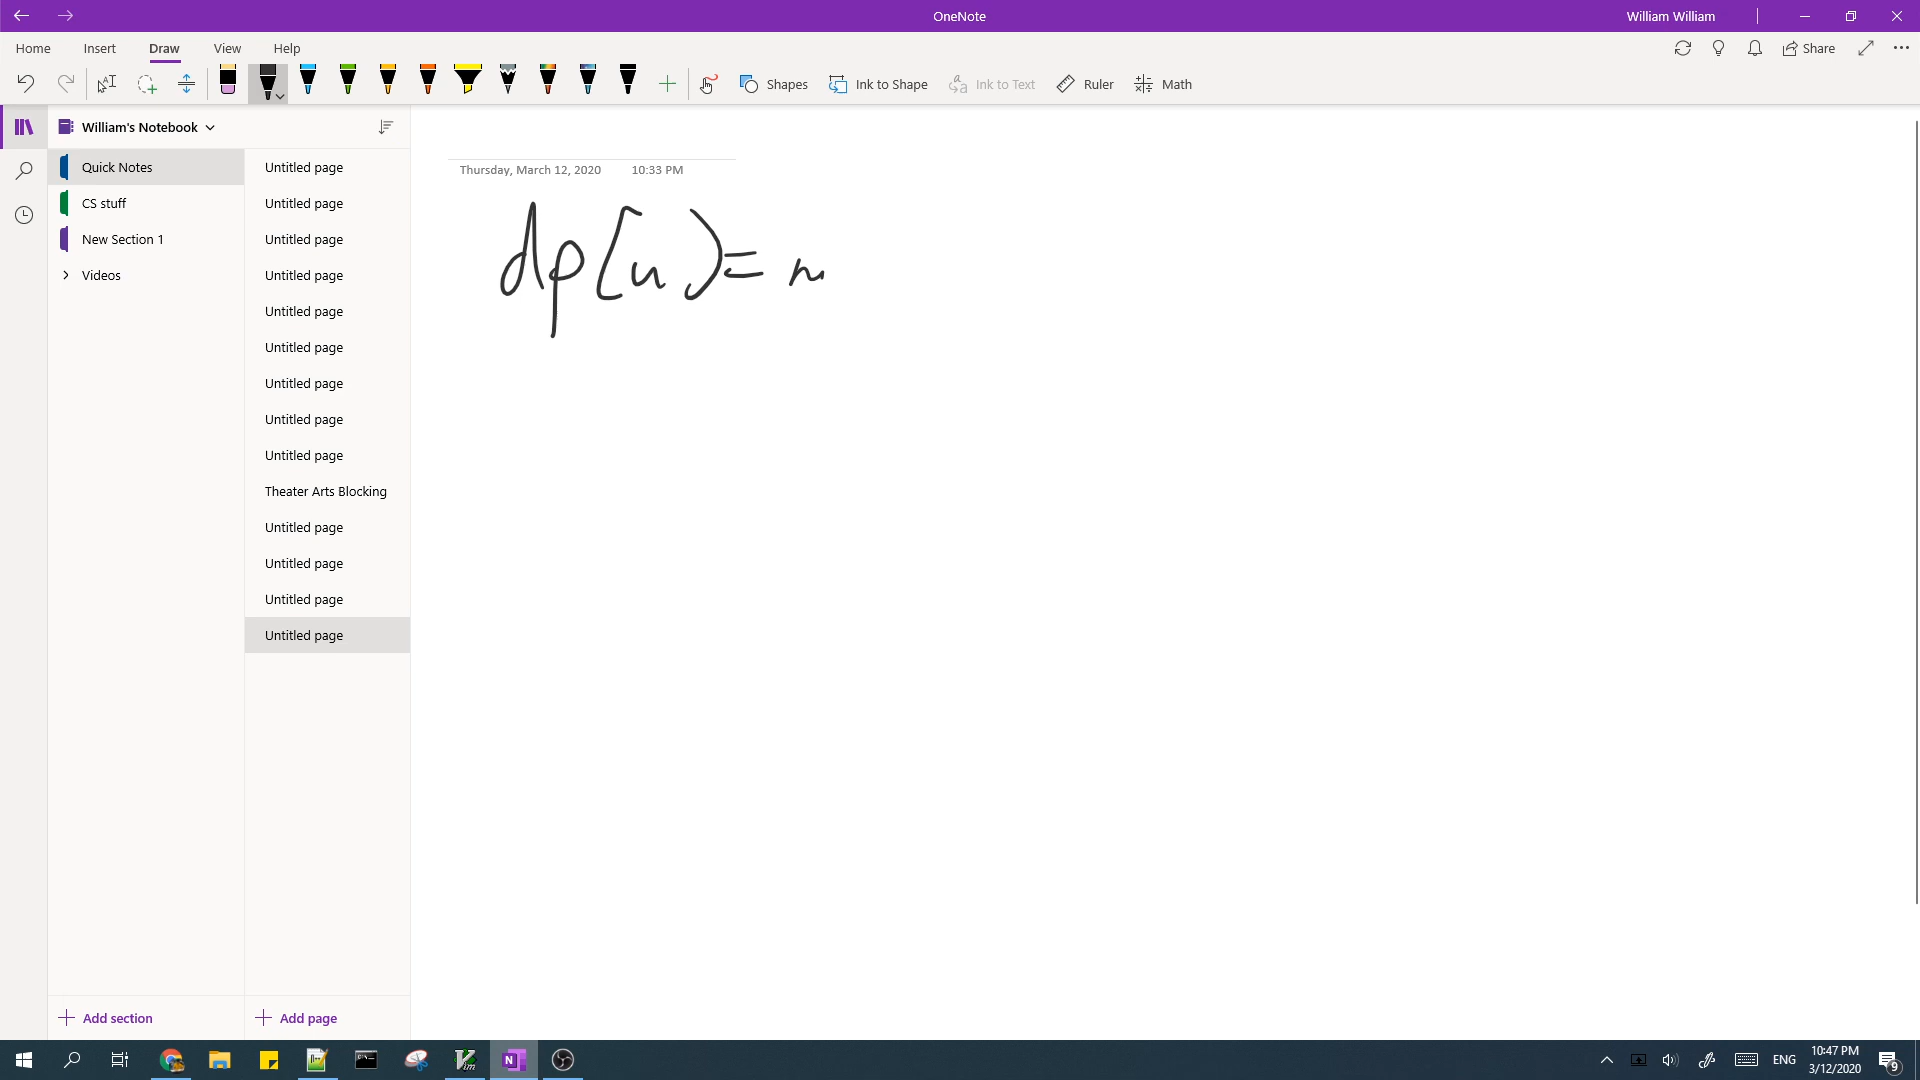 OneNote
William William
Home Insert Draw View Help
Share
Shapes Ink to Shape Ink to Text Ruler Math
William's Notebook
Quick Notes
CS stuff
New Section 1
Videos
Untitled page
Untitled page
Untitled page
Untitled page
Untitled page
Untitled page
Untitled page
Untitled page
Untitled page
Theater Arts Blocking
Untitled page
Untitled page
Untitled page
Untitled page
Thursday, March 12, 2020 10:33 PM
dp[u]= m
Add section
Add page
ENG
10:47 PM
3/12/2020
9